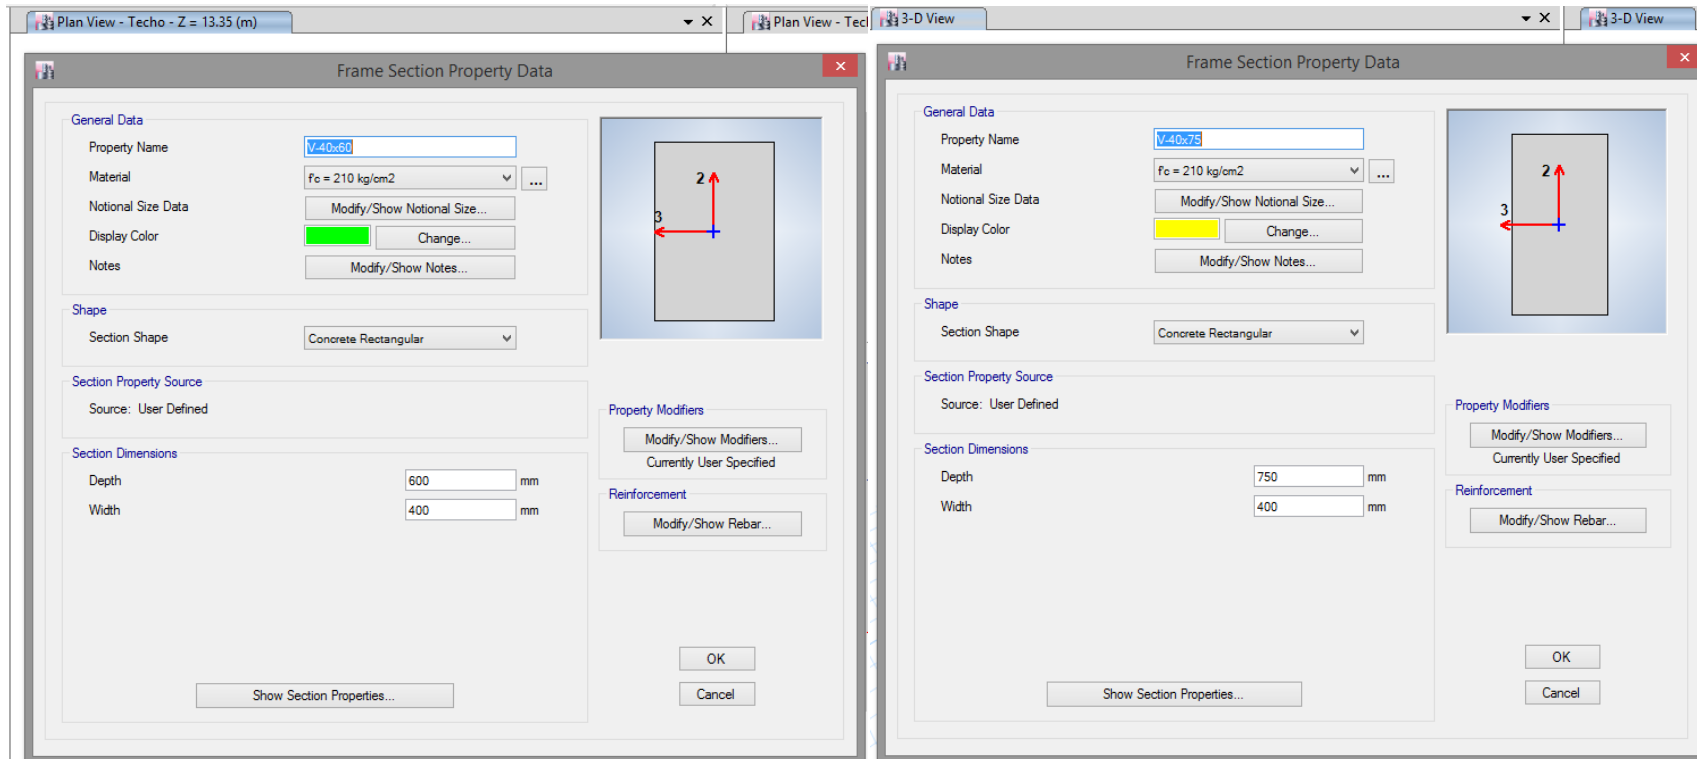 Plan View - Techo - Z = 13.35 (m)
Plan View - Tecl
Frame Section Property Data
General Data
Property Name V-40x60
Material f'c = 210 kg/cm2 ...
Notional Size Data Modify/Show Notional Size...
Display Color Change...
Notes Modify/Show Notes...
2
3
Shape
Section Shape Concrete Rectangular
Section Property Source
Source: User Defined
Property Modifiers
Modify/Show Modifiers...
Currently User Specified
Section Dimensions
Depth 600 mm
Width 400 mm
Reinforcement
Modify/Show Rebar...
OK
Show Section Properties...
Cancel
3-D View
3-D View
Frame Section Property Data
General Data
Property Name V-40x75
Material f'c = 210 kg/cm2 ...
Notional Size Data Modify/Show Notional Size...
Display Color Change...
Notes Modify/Show Notes...
2
3
Shape
Section Shape Concrete Rectangular
Section Property Source
Source: User Defined
Property Modifiers
Modify/Show Modifiers...
Currently User Specified
Section Dimensions
Depth 750 mm
Width 400 mm
Reinforcement
Modify/Show Rebar...
OK
Show Section Properties...
Cancel